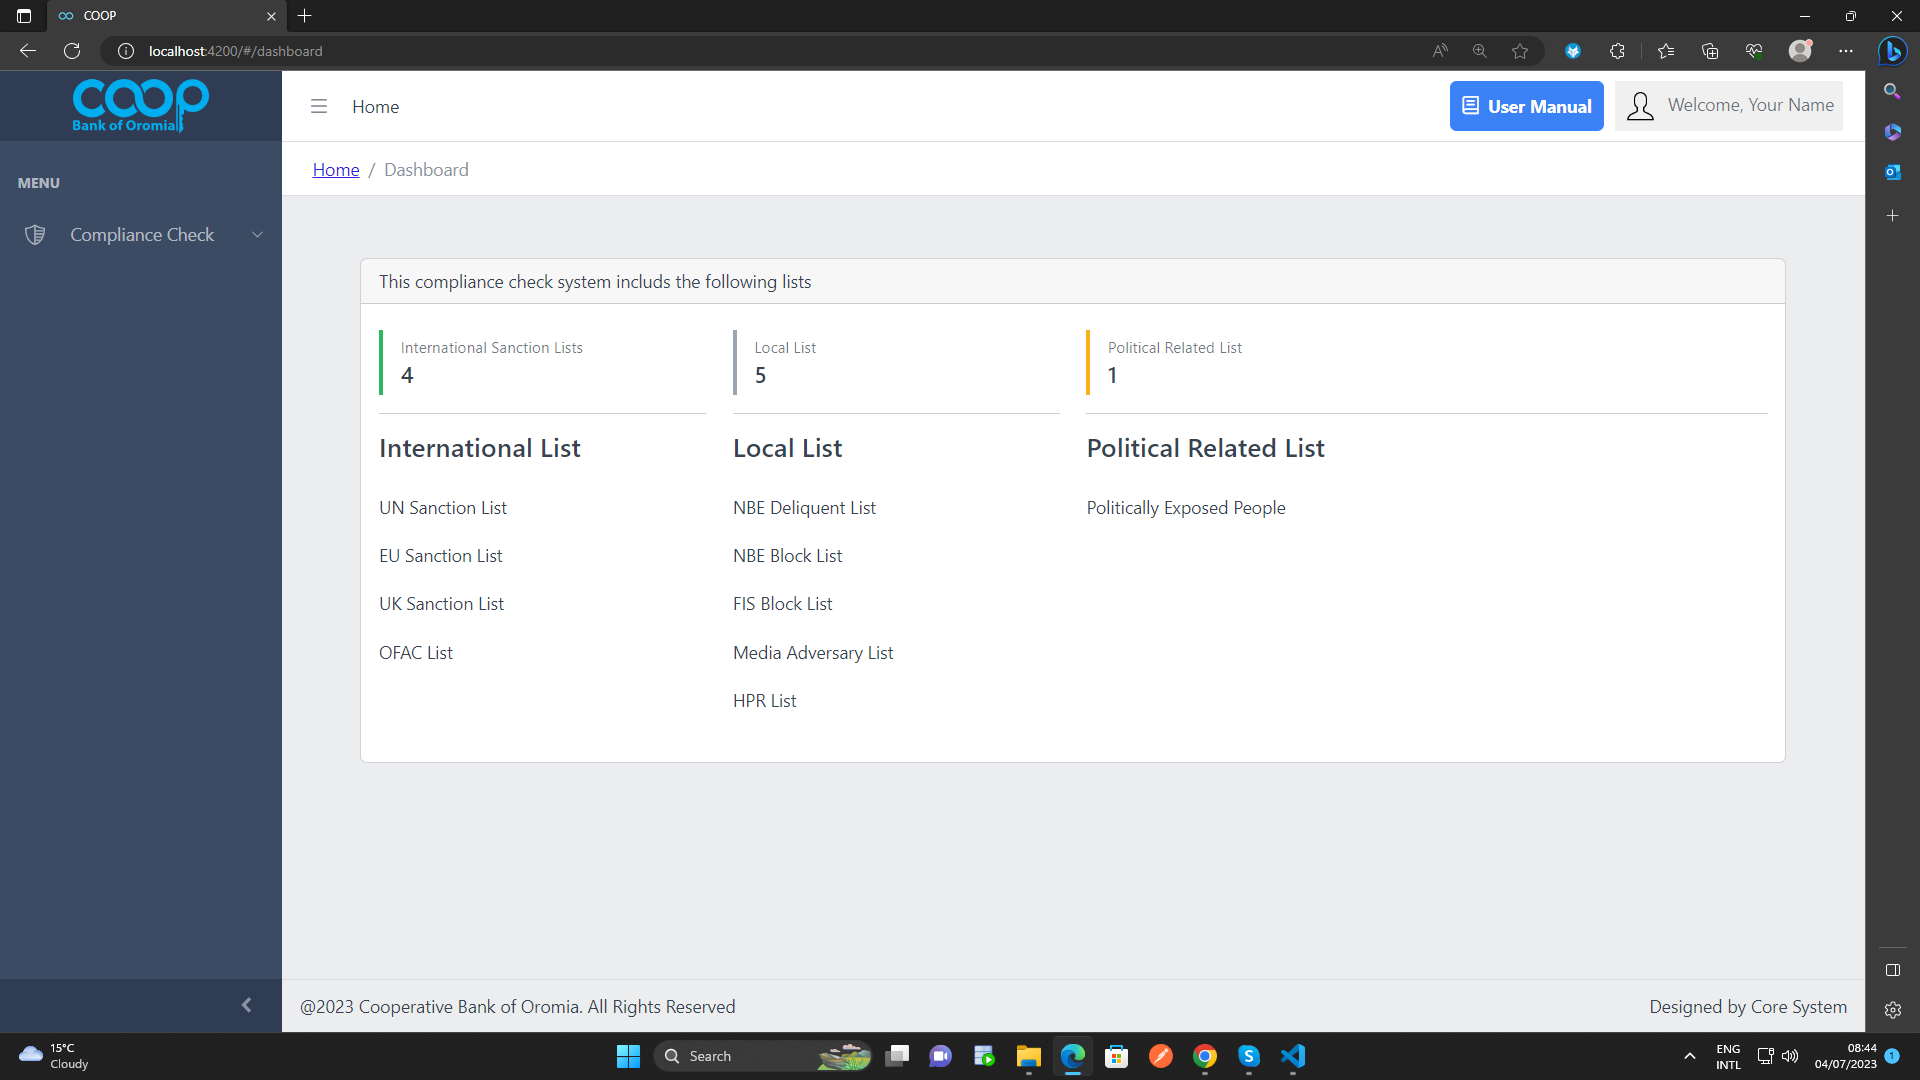 COOP
localhost:4200/#/dashboard
coop
Bank of Oromia
Home
User Manual
Welcome, Your Name
Home / Dashboard
MENU
Compliance Check
This compliance check system includs the following lists
International Sanction Lists
4
Local List
5
Political Related List
1
International List
UN Sanction List
EU Sanction List
UK Sanction List
OFAC List
Local List
NBE Deliquent List
NBE Block List
FIS Block List
Media Adversary List
HPR List
Political Related List
Politically Exposed People
@2023 Cooperative Bank of Oromia. All Rights Reserved
Designed by Core System
15°C
Cloudy
Search
ENG
INTL
08:44
04/07/2023
1